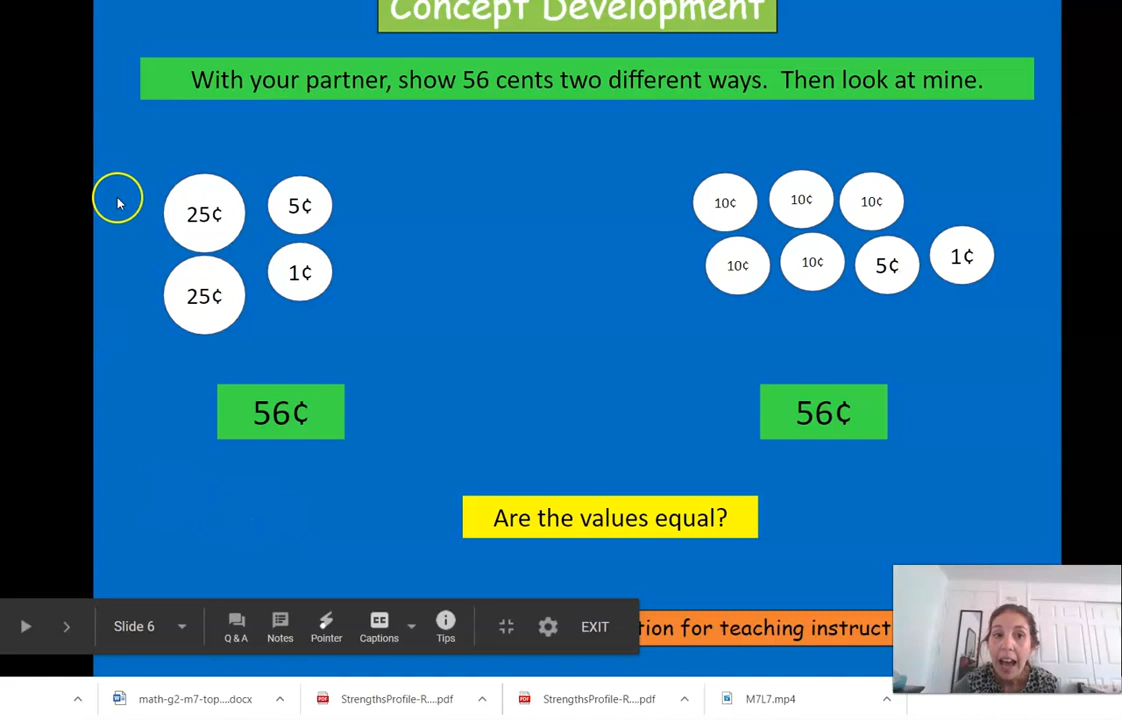 Concept Development
With your partner, show 56 cents two different ways. Then look at mine.
25¢ 5¢
25¢ 1¢
10¢ 10¢ 10¢
10¢ 10¢ 5¢ 1¢
56¢ 56¢
Are the values equal?
for teaching
Slide 6 Q & A Notes Pointer CC Captions Tips EXIT
math-g2-m7-top....docx StrengthsProfile-R....pdf StrengthsProfile-R....pdf M7L7.mp4